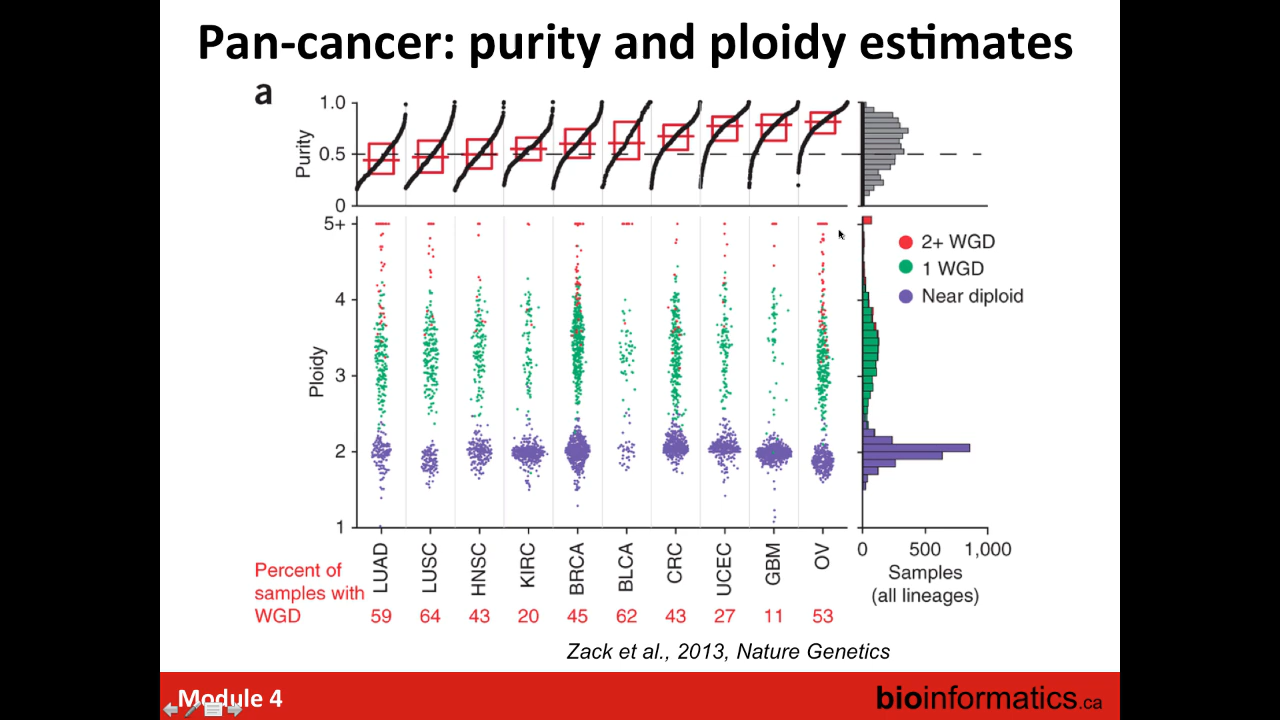 Pan-cancer: purity and ploidy estimates
a
1.0
0.5
0
Purity
5+
4
3
2
1
Ploidy
2+ WGD
1 WGD
Near diploid
LUAD LUSC HNSC KIRC BRCA BLCA CRC UCEC GBM OV
0 500 1,000
Samples
(all lineages)
Percent of
samples with
WGD 59 64 43 20 45 62 43 27 11 53
Zack et al., 2013, Nature Genetics
Module 4
bioinformatics.ca